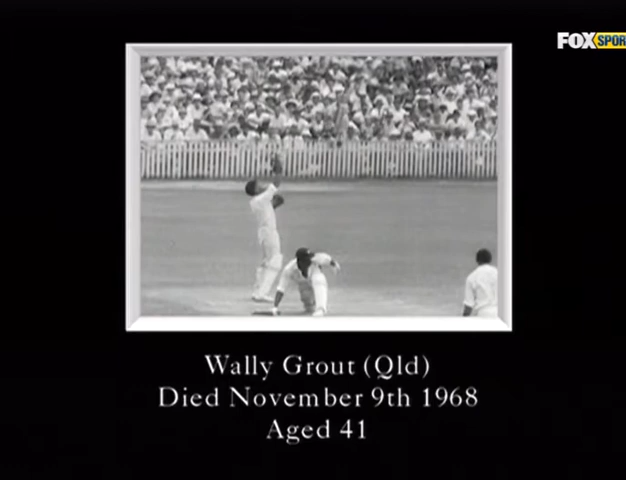 FOX SPOR
Wally Grout (Qld)
Died November 9th 1968
Aged 41